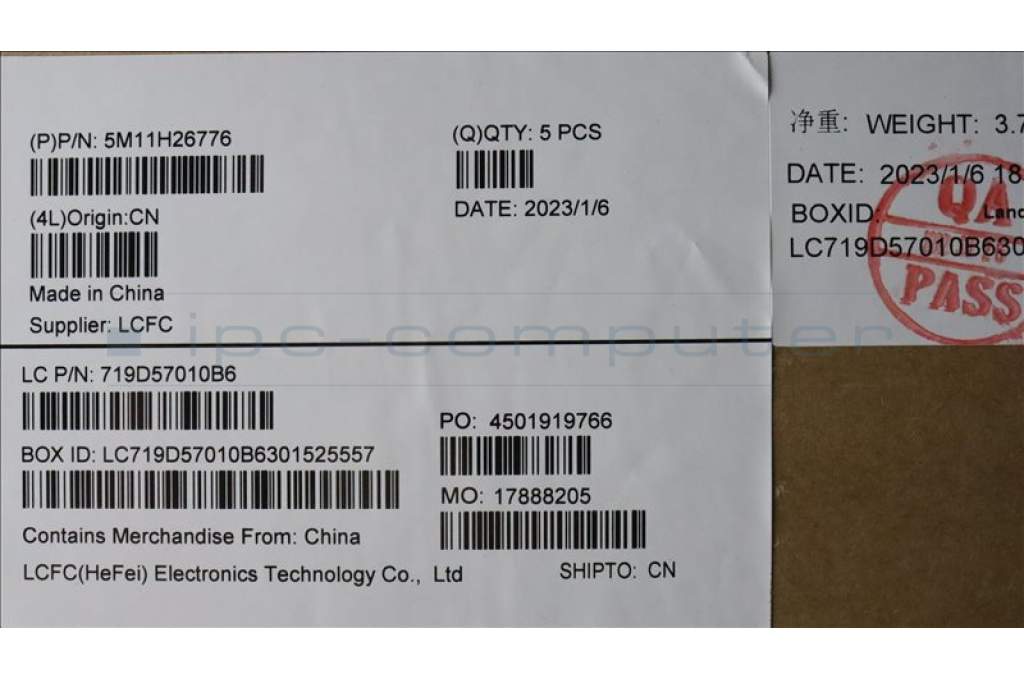 (P)P/N: 5M11H26776
(Q)QTY: 5 PCS
(4L)Origin:CN
DATE: 2023/1/6
Made in China
Supplier: LCFC
净重: WEIGHT: 3.7
DATE: 2023/1/6 18
BOXID:
LC719D57010B630
QA
PASS
ipc-computer
LC P/N: 719D57010B6
PO: 4501919766
BOX ID: LC719D57010B6301525557
MO: 17888205
Contains Merchandise From: China
LCFC(HeFei) Electronics Technology Co., Ltd
SHIPTO: CN